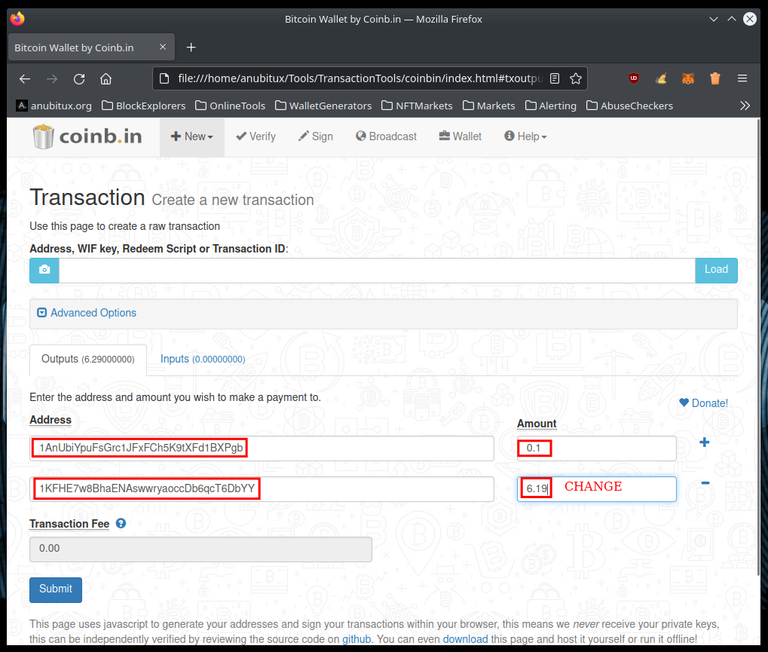 Bitcoin Wallet by Coinb.in — Mozilla Firefox
Bitcoin Wallet by Coinb.in
file:///home/anubitux/Tools/TransactionTools/coinbin/index.html#txoutpu
anubitux.org BlockExplorers OnlineTools WalletGenerators NFTMarkets Markets Alerting AbuseCheckers
coinb.in New Verify Sign Broadcast Wallet Help
Transaction Create a new transaction
Use this page to create a raw transaction
Address, WIF key, Redeem Script or Transaction ID:
Load
Advanced Options
Outputs (6.29000000) Inputs (0.00000000)
Enter the address and amount you wish to make a payment to.
Donate!
Address Amount
1AnUbiYpuFsGrc1JFxFCh5K9tXFd1BXPgb 0.1
1KFHE7w8BhaENAswwryaoccDb6qcT6DbYY 6.19 CHANGE
Transaction Fee
0.00
Submit
This page uses javascript to generate your addresses and sign your transactions within your browser, this means we never receive your private keys,
this can be independently verified by reviewing the source code on github. You can even download this page and host it yourself or run it offline!